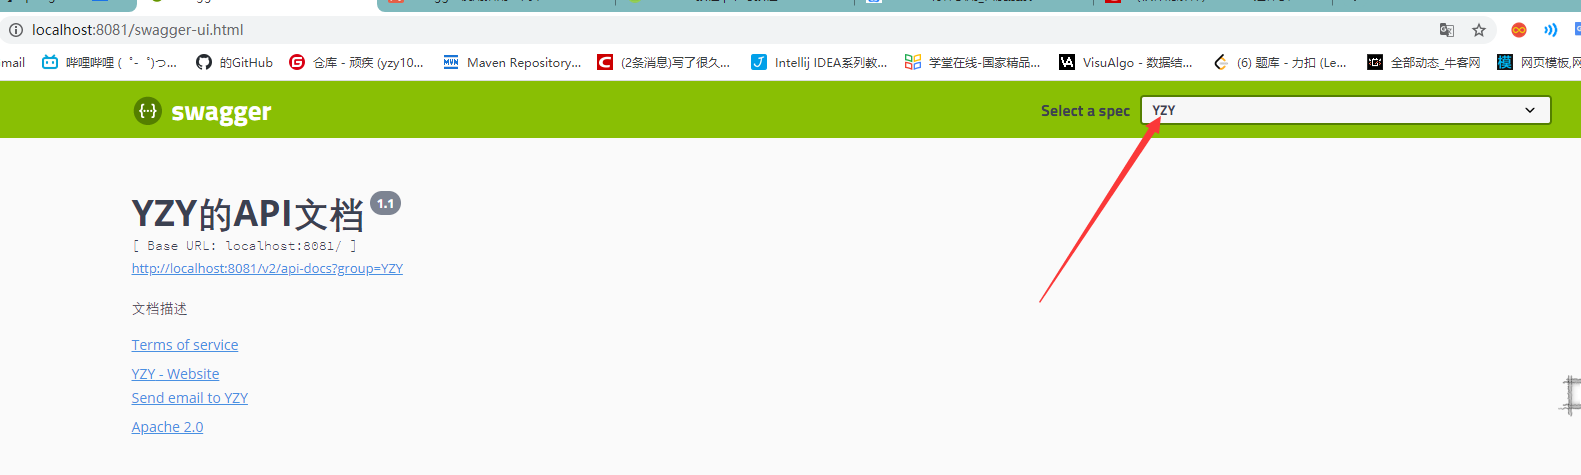 localhost:8081/swagger-ui.html
mail 哔哩哔哩 (゜-゜)つ... 的GitHub 仓库 - 顽疾 (yzy10... Maven Repository... (2条消息)写了很久... Intellij IDEA系列教... 学堂在线-国家精品... VisuAlgo - 数据结... (6) 题库 - 力扣 (Le... 全部动态_牛客网 网页模板,网
swagger Select a spec YZY
YZY的API文档 1.1
[ Base URL: localhost:8081/ ]
http://localhost:8081/v2/api-docs?group=YZY
文档描述
Terms of service
YZY - Website
Send email to YZY
Apache 2.0